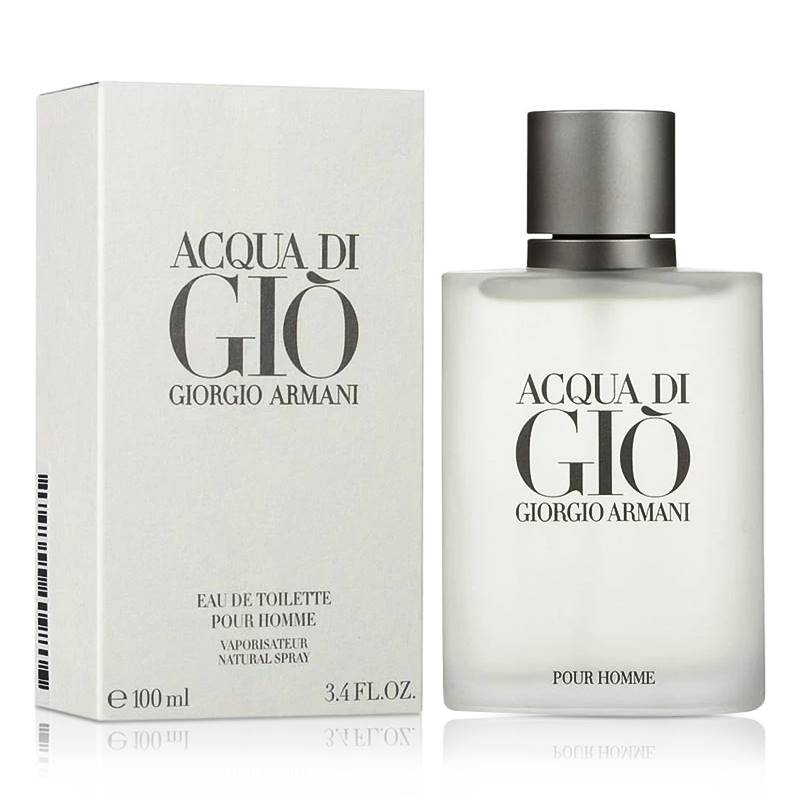 ACQUA DI
GIÒ
GIORGIO ARMANI
EAU DE TOILETTE
POUR HOMME
VAPORISATEUR
NATURAL SPRAY
e 100 ml
3.4 FL.OZ.
ACQUA DI
GIÒ
GIORGIO ARMANI
POUR HOMME